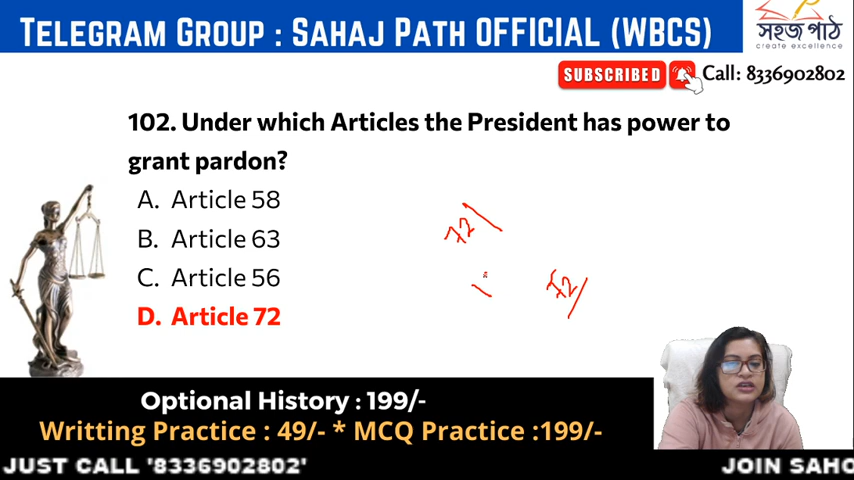 TELEGRAM GROUP : SAHAJ PATH OFFICIAL (WBCS)
সহজ পাঠ
create excellence
SUBSCRIBED
Call: 8336902802
102. Under which Articles the President has power to
grant pardon?
A. Article 58
B. Article 63
C. Article 56
D. Article 72
72
72
Optional History : 199/-
Writting Practice : 49/- * MCQ Practice :199/-
JUST CALL '8336902802'
JOIN SAHO